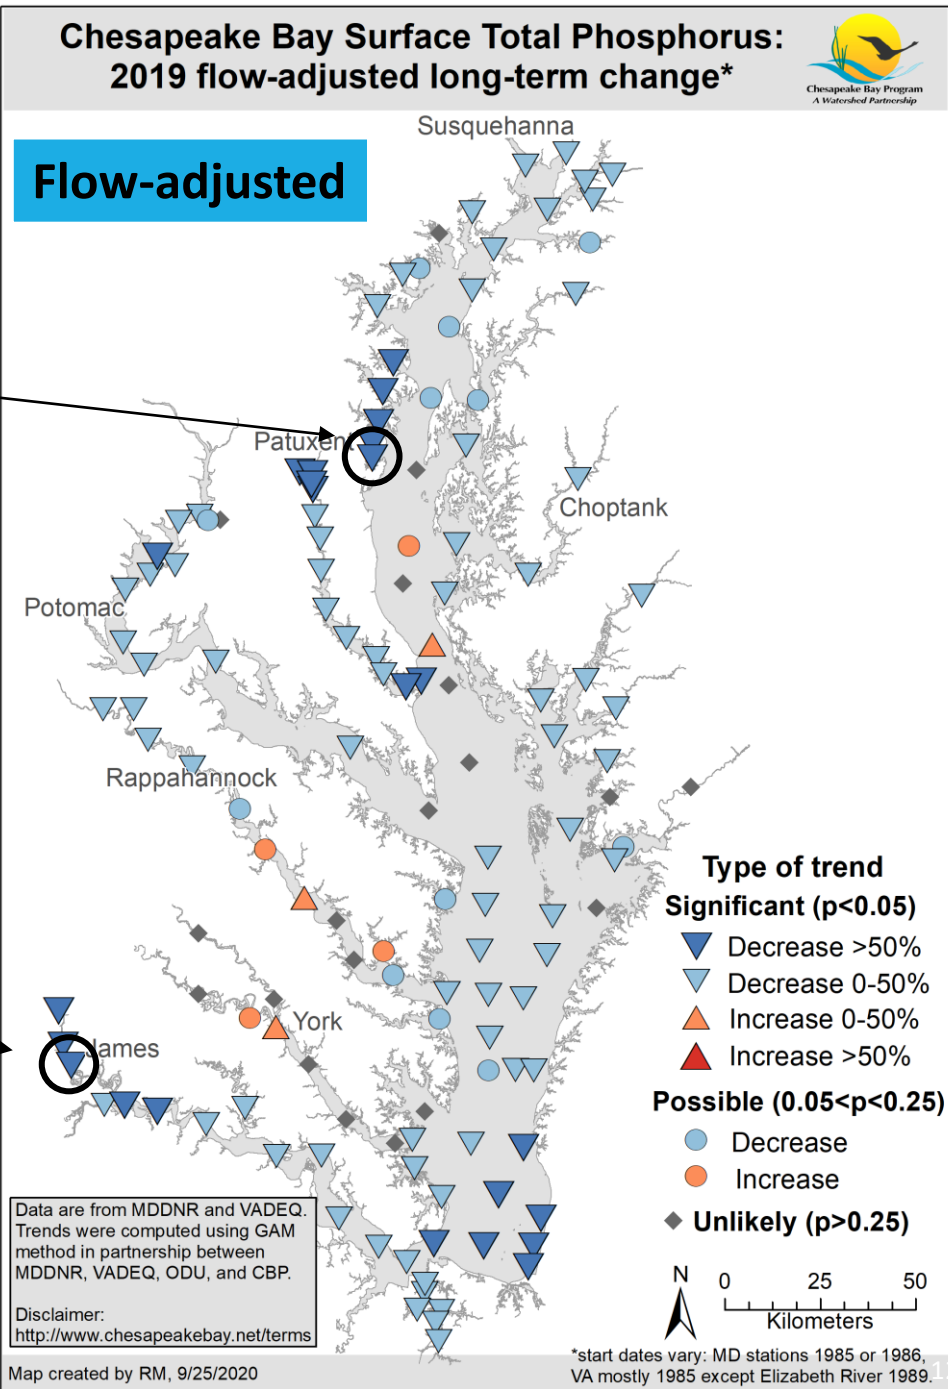 Chesapeake Bay Surface Total Phosphorus:
2019 flow-adjusted long-term change*
Chesapeake Bay Program
A Watershed Partnership
Susquehanna
Flow-adjusted
Patuxent
Choptank
Potomac
Rappahannock
York
James
Type of trend
Significant (p<0.05)
Decrease >50%
Decrease 0-50%
Increase 0-50%
Increase >50%
Possible (0.05<p<0.25)
Decrease
Increase
Unlikely (p>0.25)
Data are from MDDNR and VADEQ.
Trends were computed using GAM
method in partnership between
MDDNR, VADEQ, ODU, and CBP.
Disclaimer:
http://www.chesapeakebay.net/terms
N
0 25 50
Kilometers
Map created by RM, 9/25/2020
*start dates vary: MD stations 1985 or 1986,
VA mostly 1985 except Elizabeth River 1989.